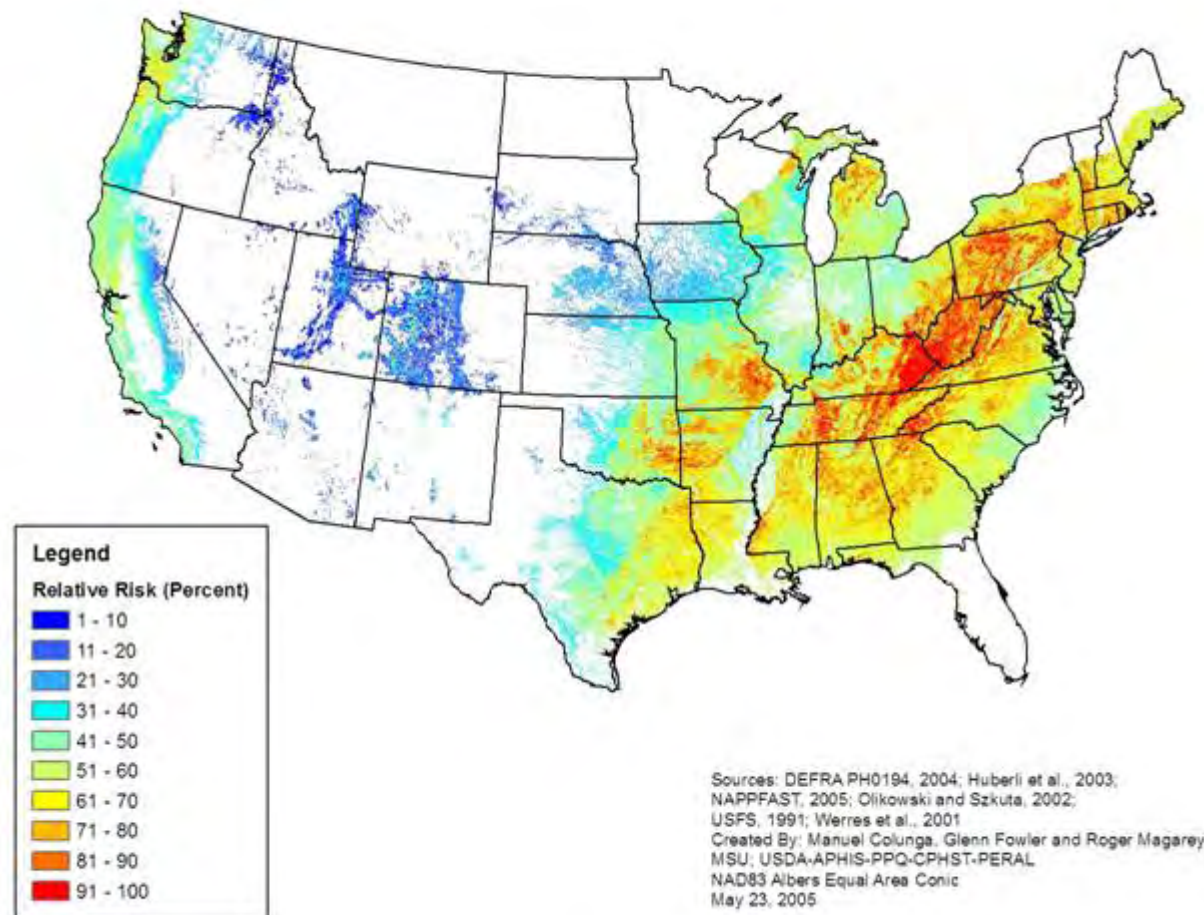 Legend
Relative Risk (Percent)
1 - 10
11 - 20
21 - 30
31 - 40
41 - 50
51 - 60
61 - 70
71 - 80
81 - 90
91 - 100
Sources: DEFRA PH0194, 2004; Huberli et al., 2003;
NAPPFAST, 2005; Olikowski and Szkuta, 2002;
USFS, 1991; Werres et al., 2001
Created By: Manuel Colunga, Glenn Fowler and Roger Magarey
MSU; USDA-APHIS-PPQ-CPHST-PERAL
NAD83 Albers Equal Area Conic
May 23, 2005